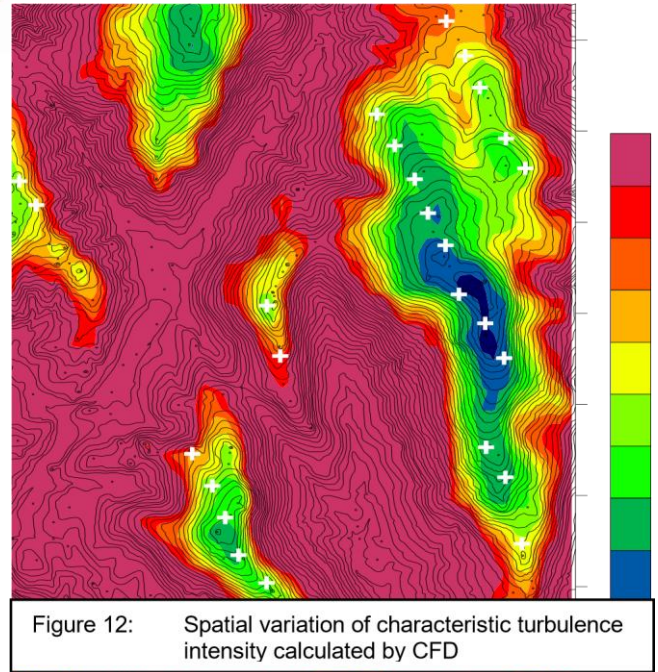 Figure 12: Spatial variation of characteristic turbulence
intensity calculated by CFD